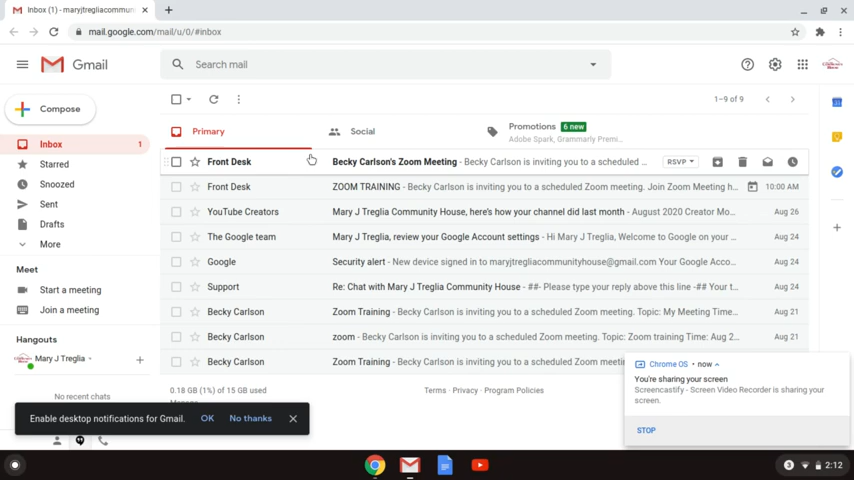 Inbox (1) - maryjtregliacommunit
mail.google.com/mail/u/0/#inbox
Gmail
Search mail
Compose
1–9 of 9
Inbox 1
Starred
Snoozed
Sent
Drafts
More
Meet
Start a meeting
Join a meeting
Hangouts
Mary J Treglia
No recent chats
Primary
Social
Promotions 6 new
Adobe Spark, Grammarly Premi...
Front Desk Becky Carlson's Zoom Meeting - Becky Carlson is inviting you to a scheduled ... RSVP
Front Desk ZOOM TRAINING - Becky Carlson is inviting you to a scheduled Zoom meeting. Join Zoom Meeting h... 10:00 AM
YouTube Creators Mary J Treglia Community House, here's how your channel did last month - August 2020 Creator Mo... Aug 26
The Google team Mary J Treglia, review your Google Account settings - Hi Mary J Treglia, Welcome to Google on your ... Aug 24
Google Security alert - New device signed in to maryjtregliacommunityhouse@gmail.com Your Google Accou... Aug 24
Support Re: Chat with Mary J Treglia Community House - ##- Please type your reply above this line -## Your t... Aug 24
Becky Carlson Zoom Training - Becky Carlson is inviting you to a scheduled Zoom meeting. Topic: My Meeting Time... Aug 21
Becky Carlson zoom - Becky Carlson is inviting you to a scheduled Zoom meeting. Topic: Zoom training Time: Aug 2... Aug 21
Becky Carlson Zoom Training - Becky Carlson is inviting you to a scheduled Zoom meetin
0.18 GB (1%) of 15 GB used
Terms · Privacy · Program Policies
Enable desktop notifications for Gmail. OK No thanks
Chrome OS • now
You're sharing your screen
Screencastify - Screen Video Recorder is sharing your
screen.
STOP
3 2:12